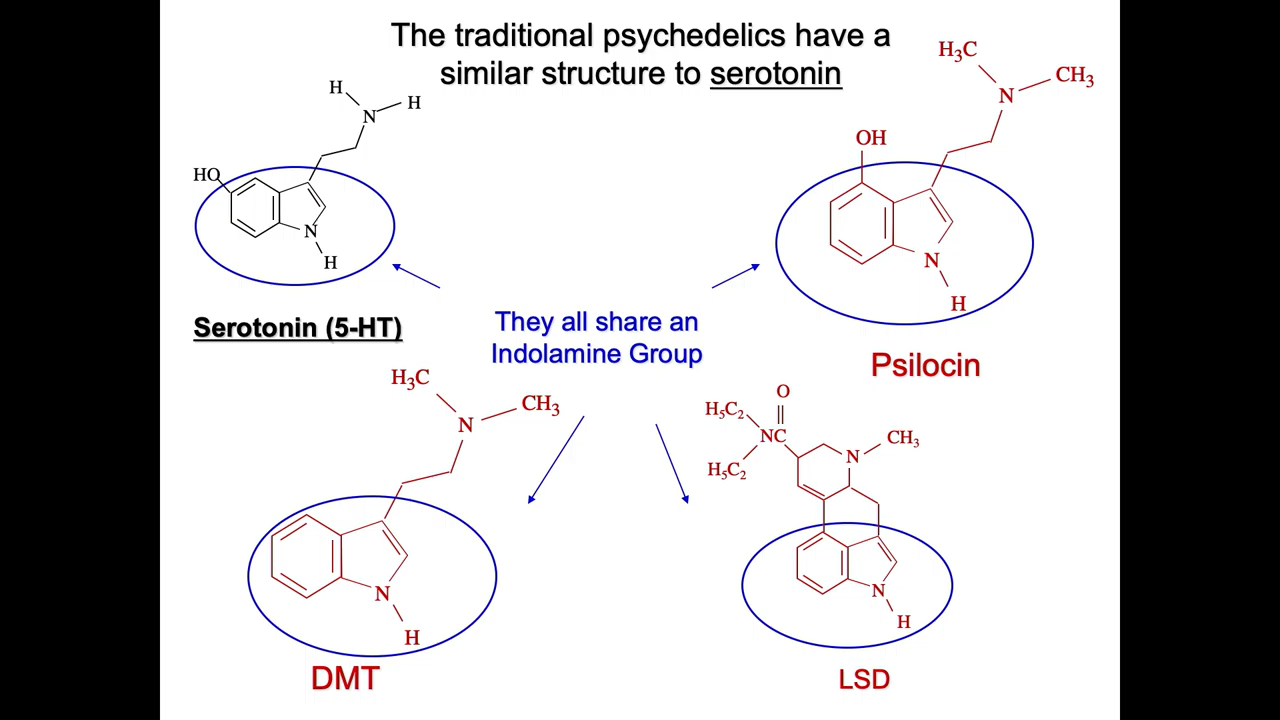 The traditional psychedelics have a
similar structure to serotonin
H
H
N
HO
N
H
Serotonin (5-HT)
H₃C
CH₃
N
OH
N
H
Psilocin
They all share an
Indolamine Group
H₃C
CH₃
N
N
H
DMT
O
H₅C₂
NC
H₅C₂
N
CH₃
N
H
LSD